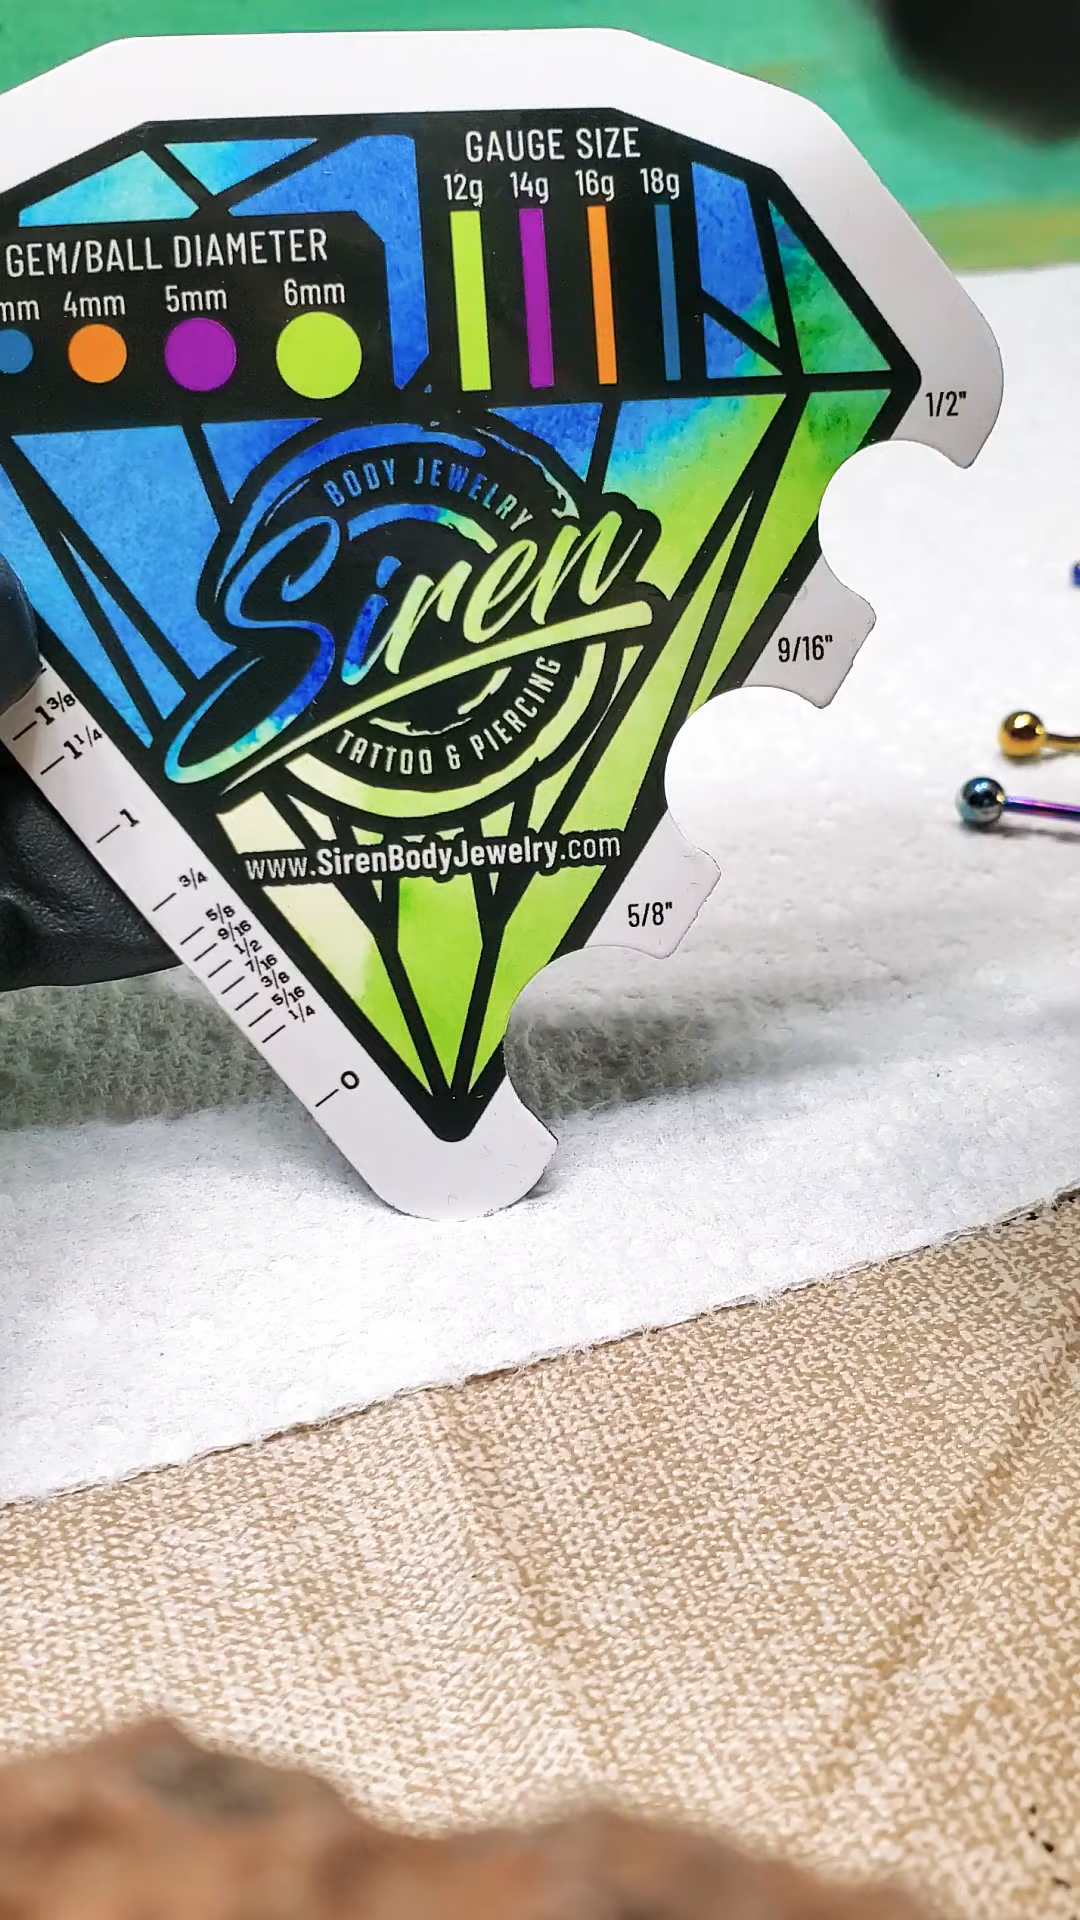 GAUGE SIZE
12g 14g 16g 18g
GEM/BALL DIAMETER
mm 4mm 5mm 6mm
1/2"
BODY JEWELRY
Siren
TATTOO & PIERCING
9/16"
www.SirenBodyJewelry.com
5/8"
1 3/8
1 1/4
1
3/4
5/8
9/16
1/2
7/16
3/8
5/16
1/4
0